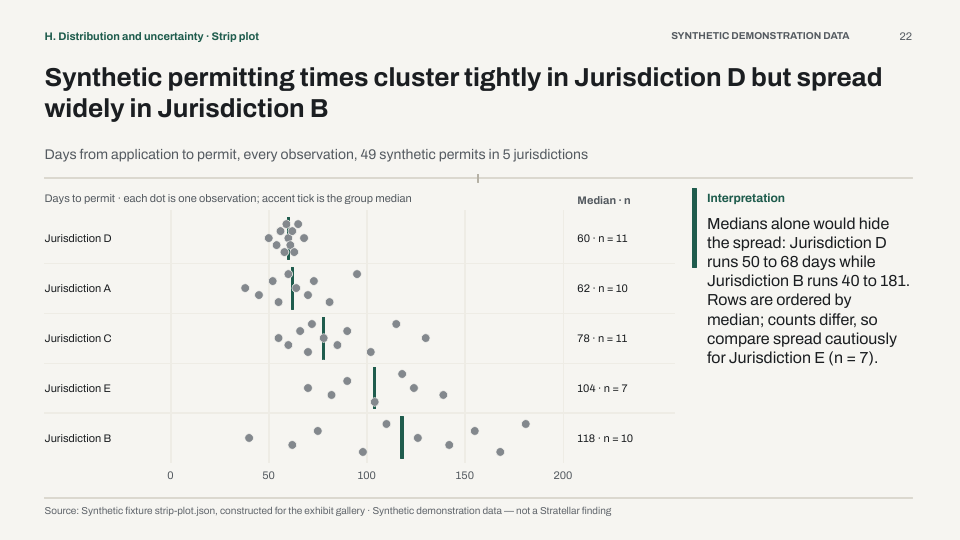 H. Distribution and uncertainty · Strip plot
SYNTHETIC DEMONSTRATION DATA
22
Synthetic permitting times cluster tightly in Jurisdiction D but spread
widely in Jurisdiction B
Days from application to permit, every observation, 49 synthetic permits in 5 jurisdictions
Days to permit · each dot is one observation; accent tick is the group median
Median · n
Jurisdiction D
60 · n = 11
Jurisdiction A
62 · n = 10
Jurisdiction C
78 · n = 11
Jurisdiction E
104 · n = 7
Jurisdiction B
118 · n = 10
0
50
100
150
200
Interpretation
Medians alone would hide
the spread: Jurisdiction D
runs 50 to 68 days while
Jurisdiction B runs 40 to 181.
Rows are ordered by
median; counts differ, so
compare spread cautiously
for Jurisdiction E (n = 7).
Source: Synthetic fixture strip-plot.json, constructed for the exhibit gallery · Synthetic demonstration data — not a Stratellar finding